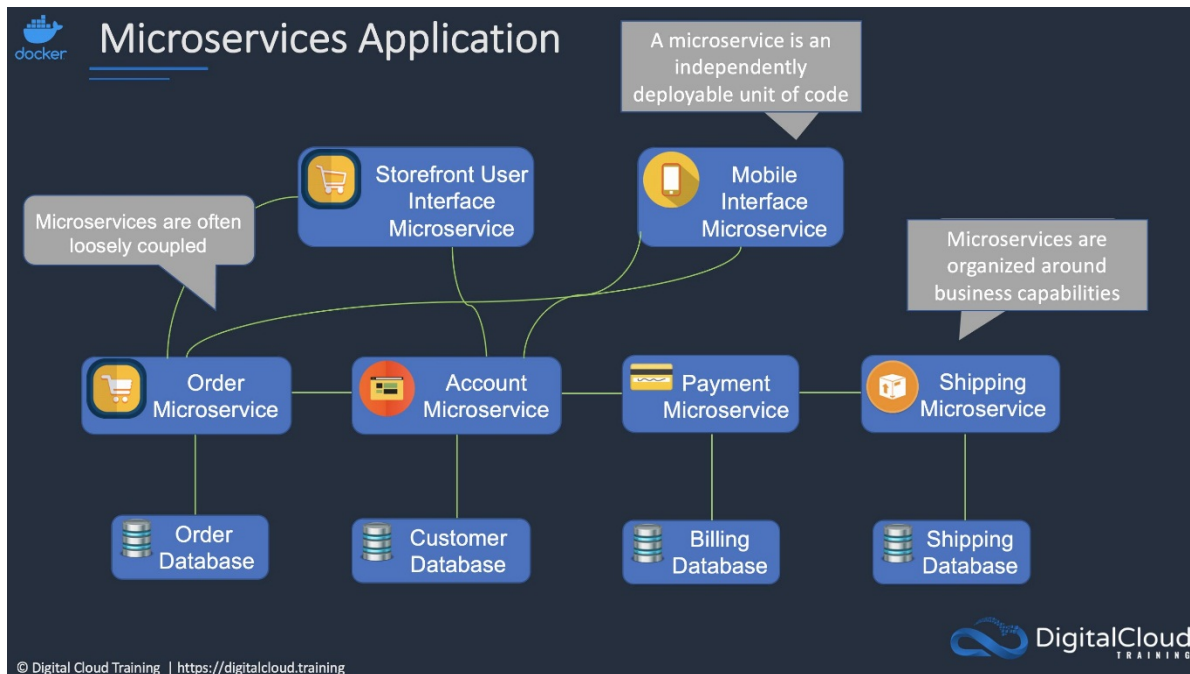 docker
Microservices Application
A microservice is an
independently
deployable unit of code
Storefront User
Interface
Microservice
Mobile
Interface
Microservice
Microservices are often
loosely coupled
Microservices are
organized around
business capabilities
Order
Microservice
Account
Microservice
Payment
Microservice
Shipping
Microservice
Order
Database
Customer
Database
Billing
Database
Shipping
Database
DigitalCloud
TRAINING
© Digital Cloud Training | https://digitalcloud.training